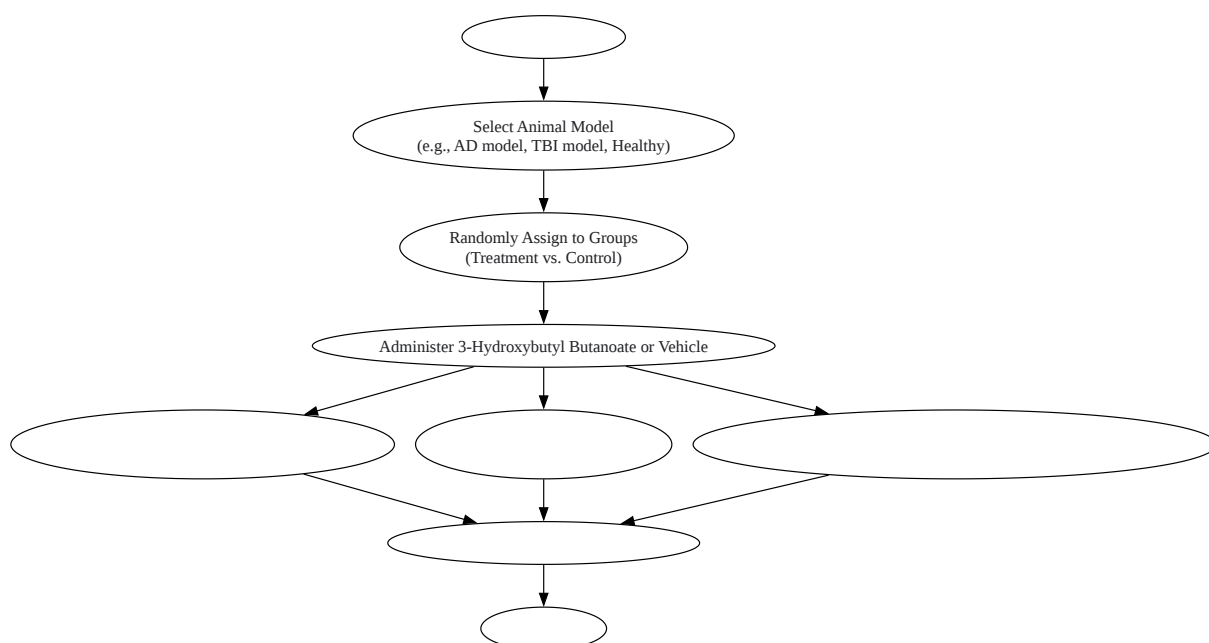 Select Animal Model
(e.g., AD model, TBI model, Healthy)
Randomly Assign to Groups
(Treatment vs. Control)
Administer 3-Hydroxybutyl Butanoate or Vehicle